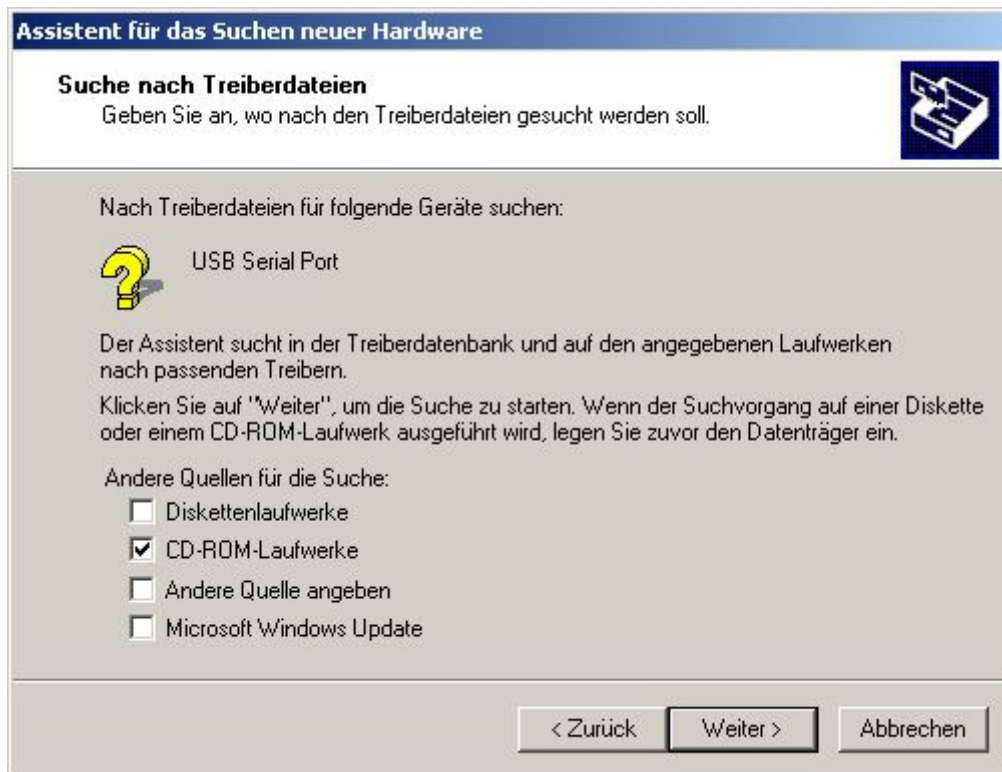 Assistent für das Suchen neuer Hardware
Suche nach Treiberdateien
Geben Sie an, wo nach den Treiberdateien gesucht werden soll.
Nach Treiberdateien für folgende Geräte suchen:
USB Serial Port
Der Assistent sucht in der Treiberdatenbank und auf den angegebenen Laufwerken
nach passenden Treibern.
Klicken Sie auf "Weiter", um die Suche zu starten. Wenn der Suchvorgang auf einer Diskette
oder einem CD-ROM-Laufwerk ausgeführt wird, legen Sie zuvor den Datenträger ein.
Andere Quellen für die Suche:
Diskettenlaufwerke
CD-ROM-Laufwerke
Andere Quelle angeben
Microsoft Windows Update
< Zurück Weiter > Abbrechen